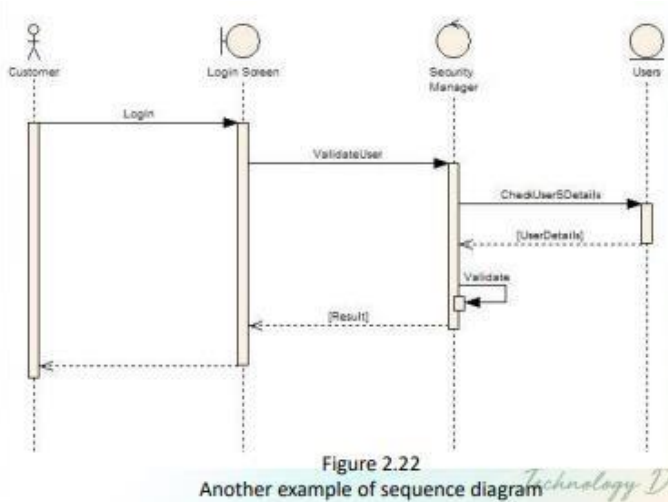 Customer
Login Screen
Security
Manager
Users
Login
ValidateUser
CheckUserSDetails
[UserDetails]
Validate
[Result]
Figure 2.22
Another example of sequence diagram
Technology D